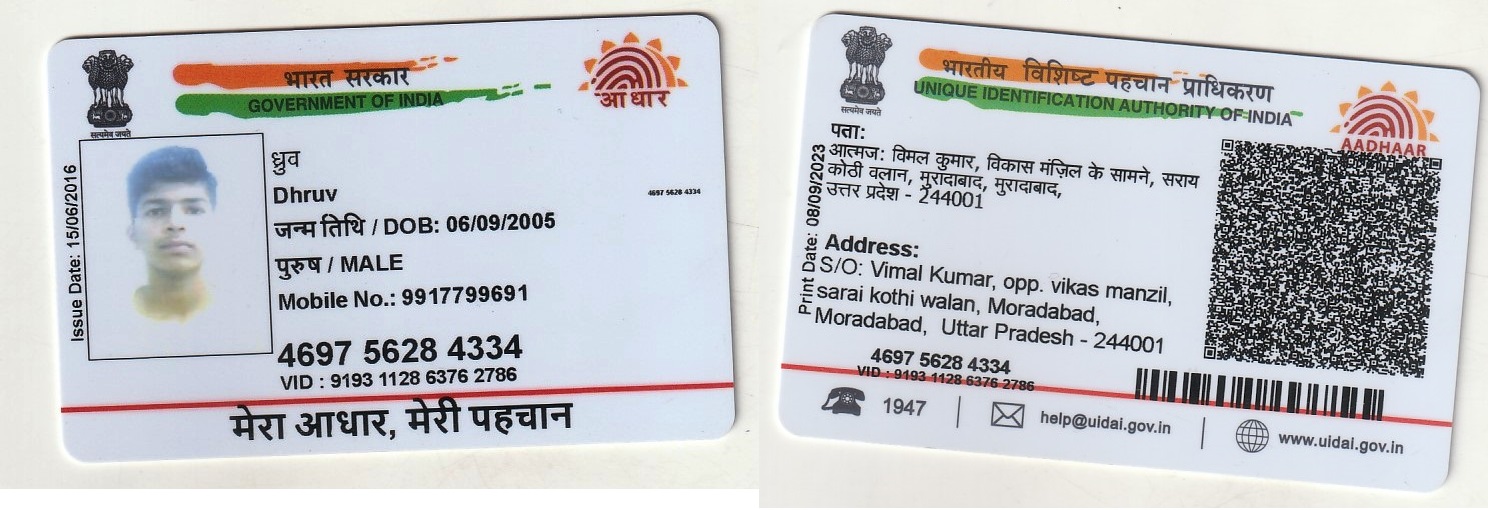 सत्यमेव जयते
भारत सरकार
GOVERNMENT OF INDIA
आधार
Issue Date: 15/06/2016
ध्रुव
Dhruv
4697 5628 4334
जन्म तिथि / DOB: 06/09/2005
पुरुष / MALE
Mobile No.: 9917799691
4697 5628 4334
VID : 9193 1128 6376 2786
मेरा आधार, मेरी पहचान
सत्यमेव जयते
भारतीय विशिष्ट पहचान प्राधिकरण
UNIQUE IDENTIFICATION AUTHORITY OF INDIA
AADHAAR
Print Date: 08/09/2023
पता:
आत्मज: विमल कुमार, विकास मंज़िल के सामने, सराय
कोठी वलान, मुरादाबाद, मुरादाबाद,
उत्तर प्रदेश - 244001
Address:
S/O: Vimal Kumar, opp. vikas manzil,
sarai kothi walan, Moradabad,
Moradabad, Uttar Pradesh - 244001
4697 5628 4334
VID : 9193 1128 6376 2786
1947
help@uidai.gov.in
www.uidai.gov.in